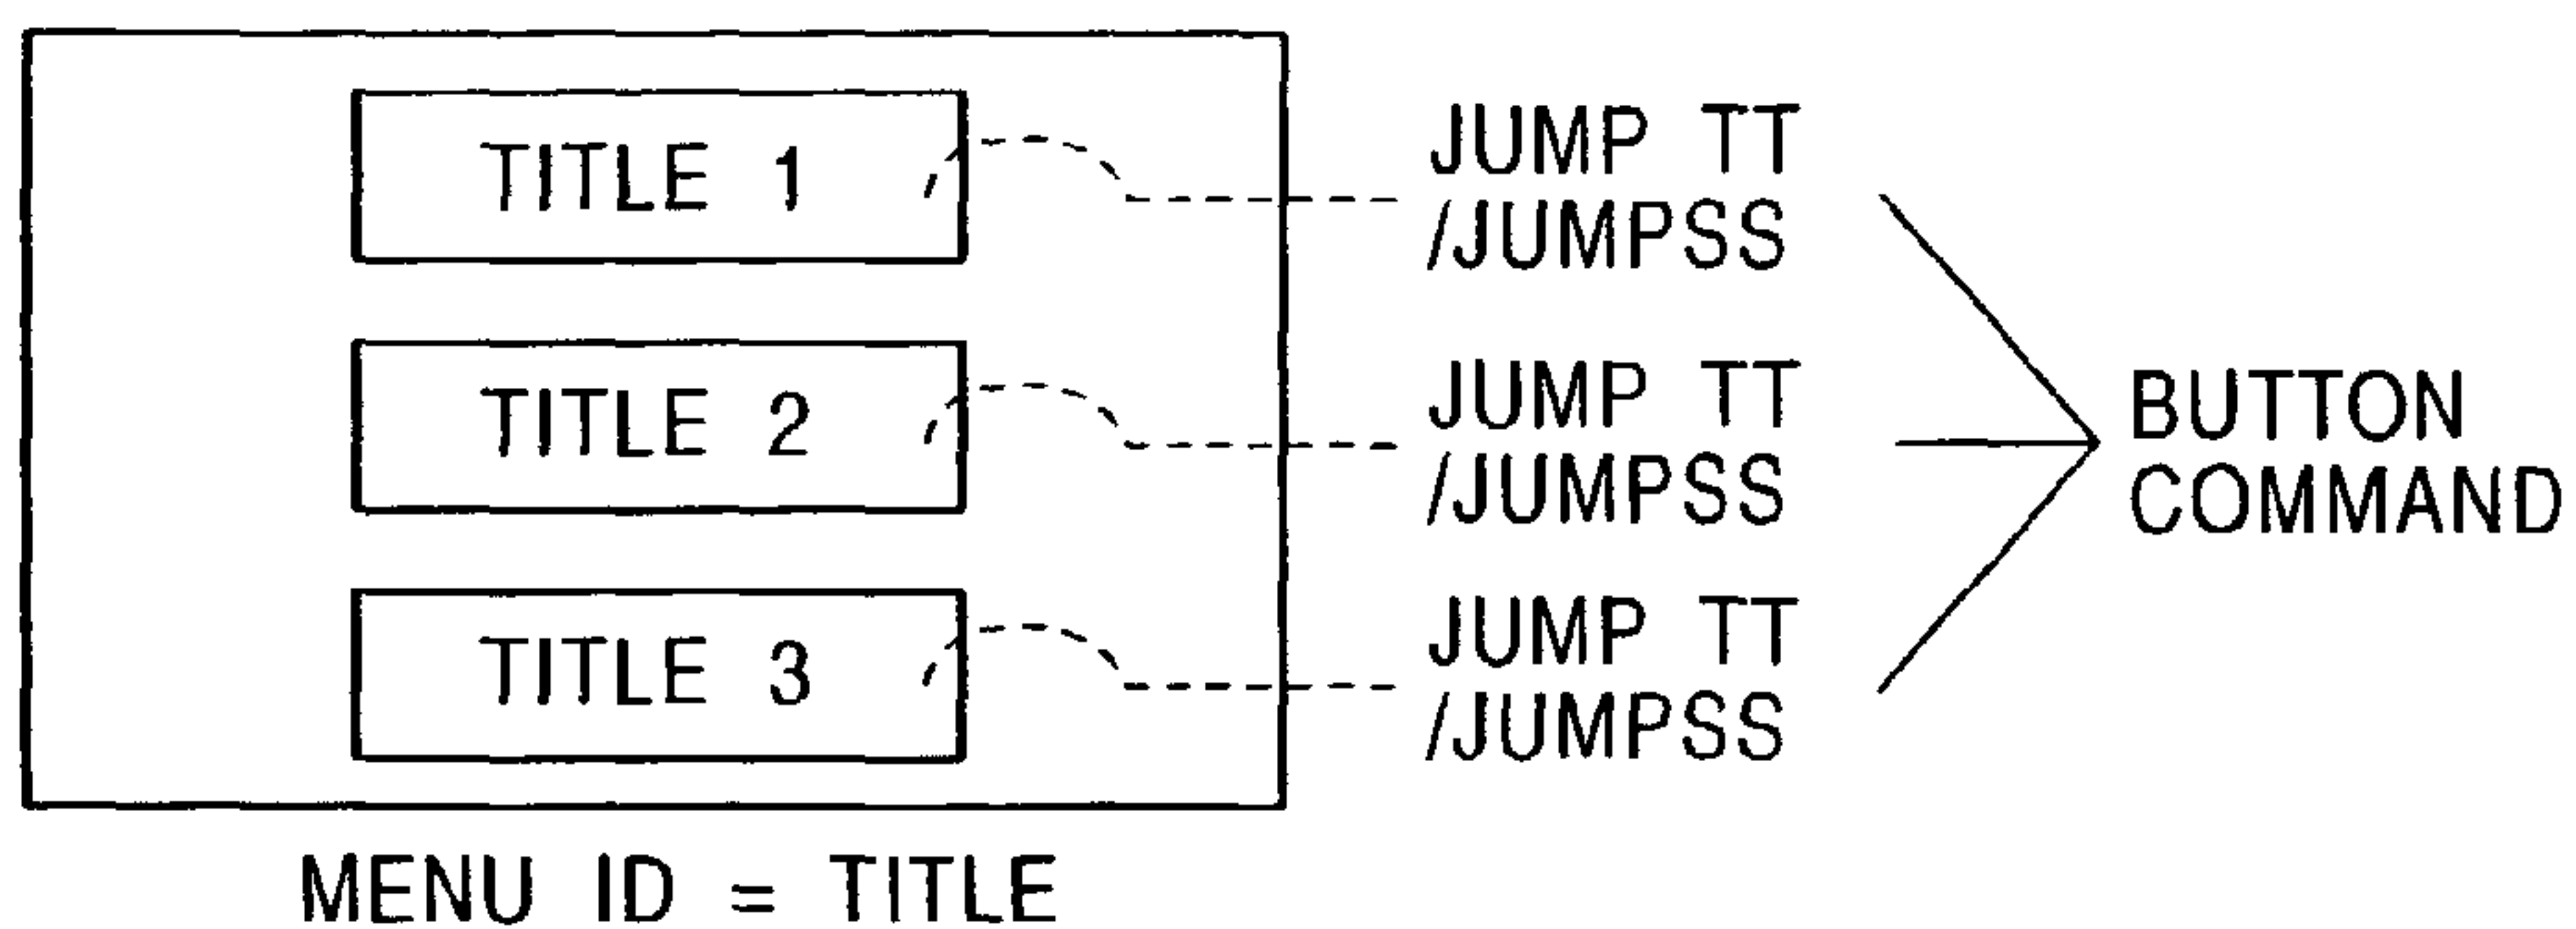 TITLE 1
JUMP TT
/JUMPSS
TITLE 2
JUMP TT
/JUMPSS
BUTTON
COMMAND
TITLE 3
JUMP TT
/JUMPSS
MENU ID = TITLE